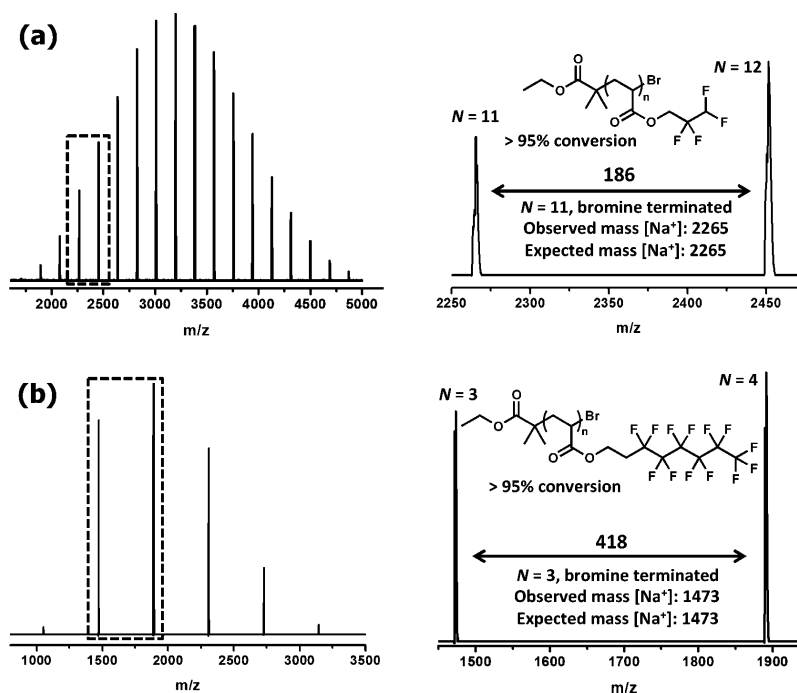 (a)
2000 2500 3000 3500 4000 4500 5000
m/z
N = 11
N = 12
O
O
Br
n
O
O
F
F
F
F
> 95% conversion
186
N = 11, bromine terminated
Observed mass [Na⁺]: 2265
Expected mass [Na⁺]: 2265
2250 2300 2350 2400 2450
m/z
(b)
1000 1500 2000 2500 3000 3500
m/z
N = 3
N = 4
O
O
Br
n
O
O
F F F F F F
F
F F F F F F
> 95% conversion
418
N = 3, bromine terminated
Observed mass [Na⁺]: 1473
Expected mass [Na⁺]: 1473
1500 1600 1700 1800 1900
m/z